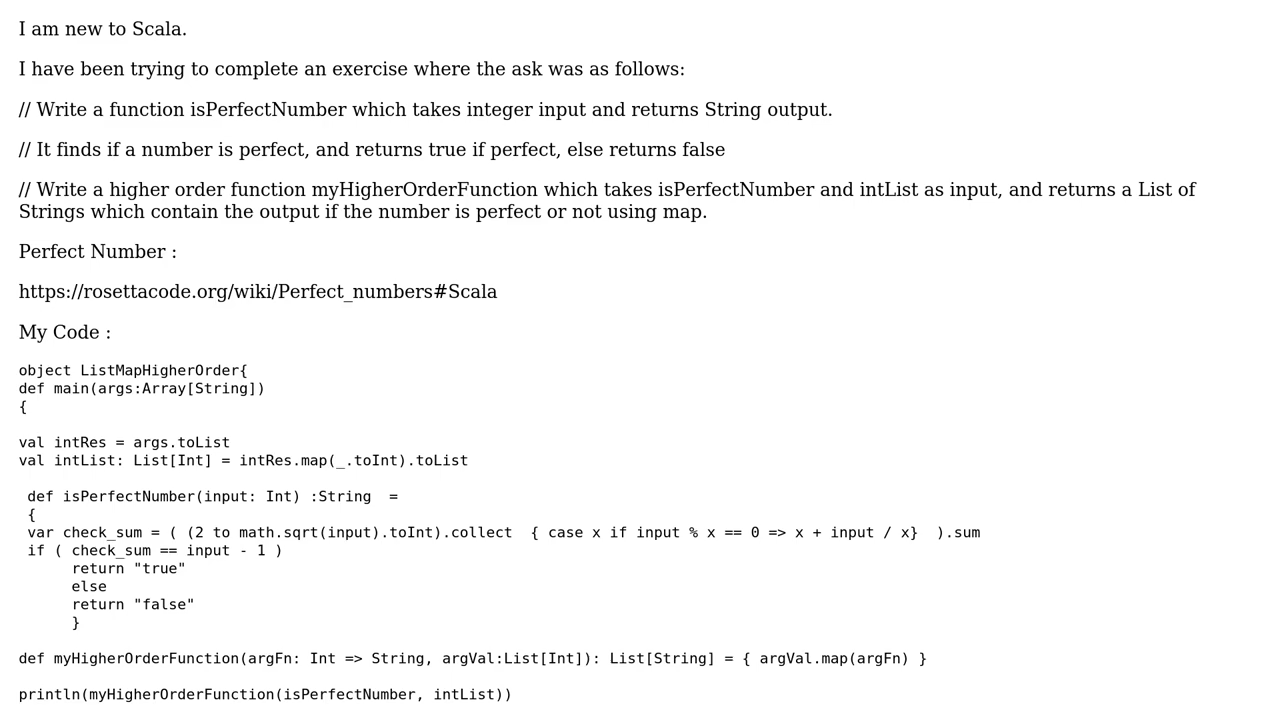 I am new to Scala.
I have been trying to complete an exercise where the ask was as follows:
// Write a function isPerfectNumber which takes integer input and returns String output.
// It finds if a number is perfect, and returns true if perfect, else returns false
// Write a higher order function myHigherOrderFunction which takes isPerfectNumber and intList as input, and returns a List of
Strings which contain the output if the number is perfect or not using map.
Perfect Number :
https://rosettacode.org/wiki/Perfect_numbers#Scala
My Code :
object ListMapHigherOrder{
def main(args:Array[String])
{
val intRes = args.toList
val intList: List[Int] = intRes.map(_.toInt).toList
 def isPerfectNumber(input: Int) :String  =
 {
 var check_sum = ( (2 to math.sqrt(input).toInt).collect  { case x if input % x == 0 => x + input / x}  ).sum
 if ( check_sum == input - 1 )
      return "true"
      else
      return "false"
      }
def myHigherOrderFunction(argFn: Int => String, argVal:List[Int]): List[String] = { argVal.map(argFn) }
println(myHigherOrderFunction(isPerfectNumber, intList))